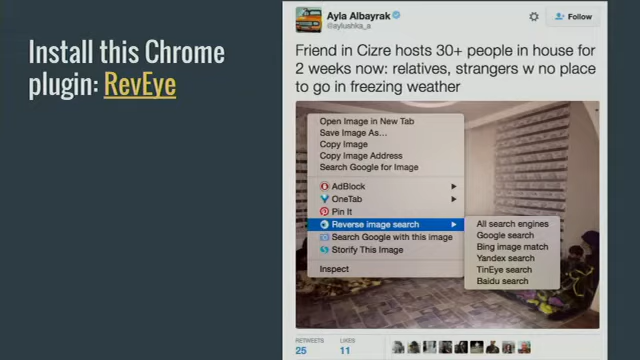 Install this Chrome
plugin: RevEye
Ayla Albayrak
@aylushka_a
Follow
Friend in Cizre hosts 30+ people in house for
2 weeks now: relatives, strangers w no place
to go in freezing weather
Open Image in New Tab
Save Image As...
Copy Image
Copy Image Address
Search Google for Image
AdBlock
OneTab
Pin It
Reverse image search
Search Google with this image
Storify This Image
Inspect
All search engines
Google search
Bing image match
Yandex search
TinEye search
Baidu search
RETWEETS
25
LIKES
11